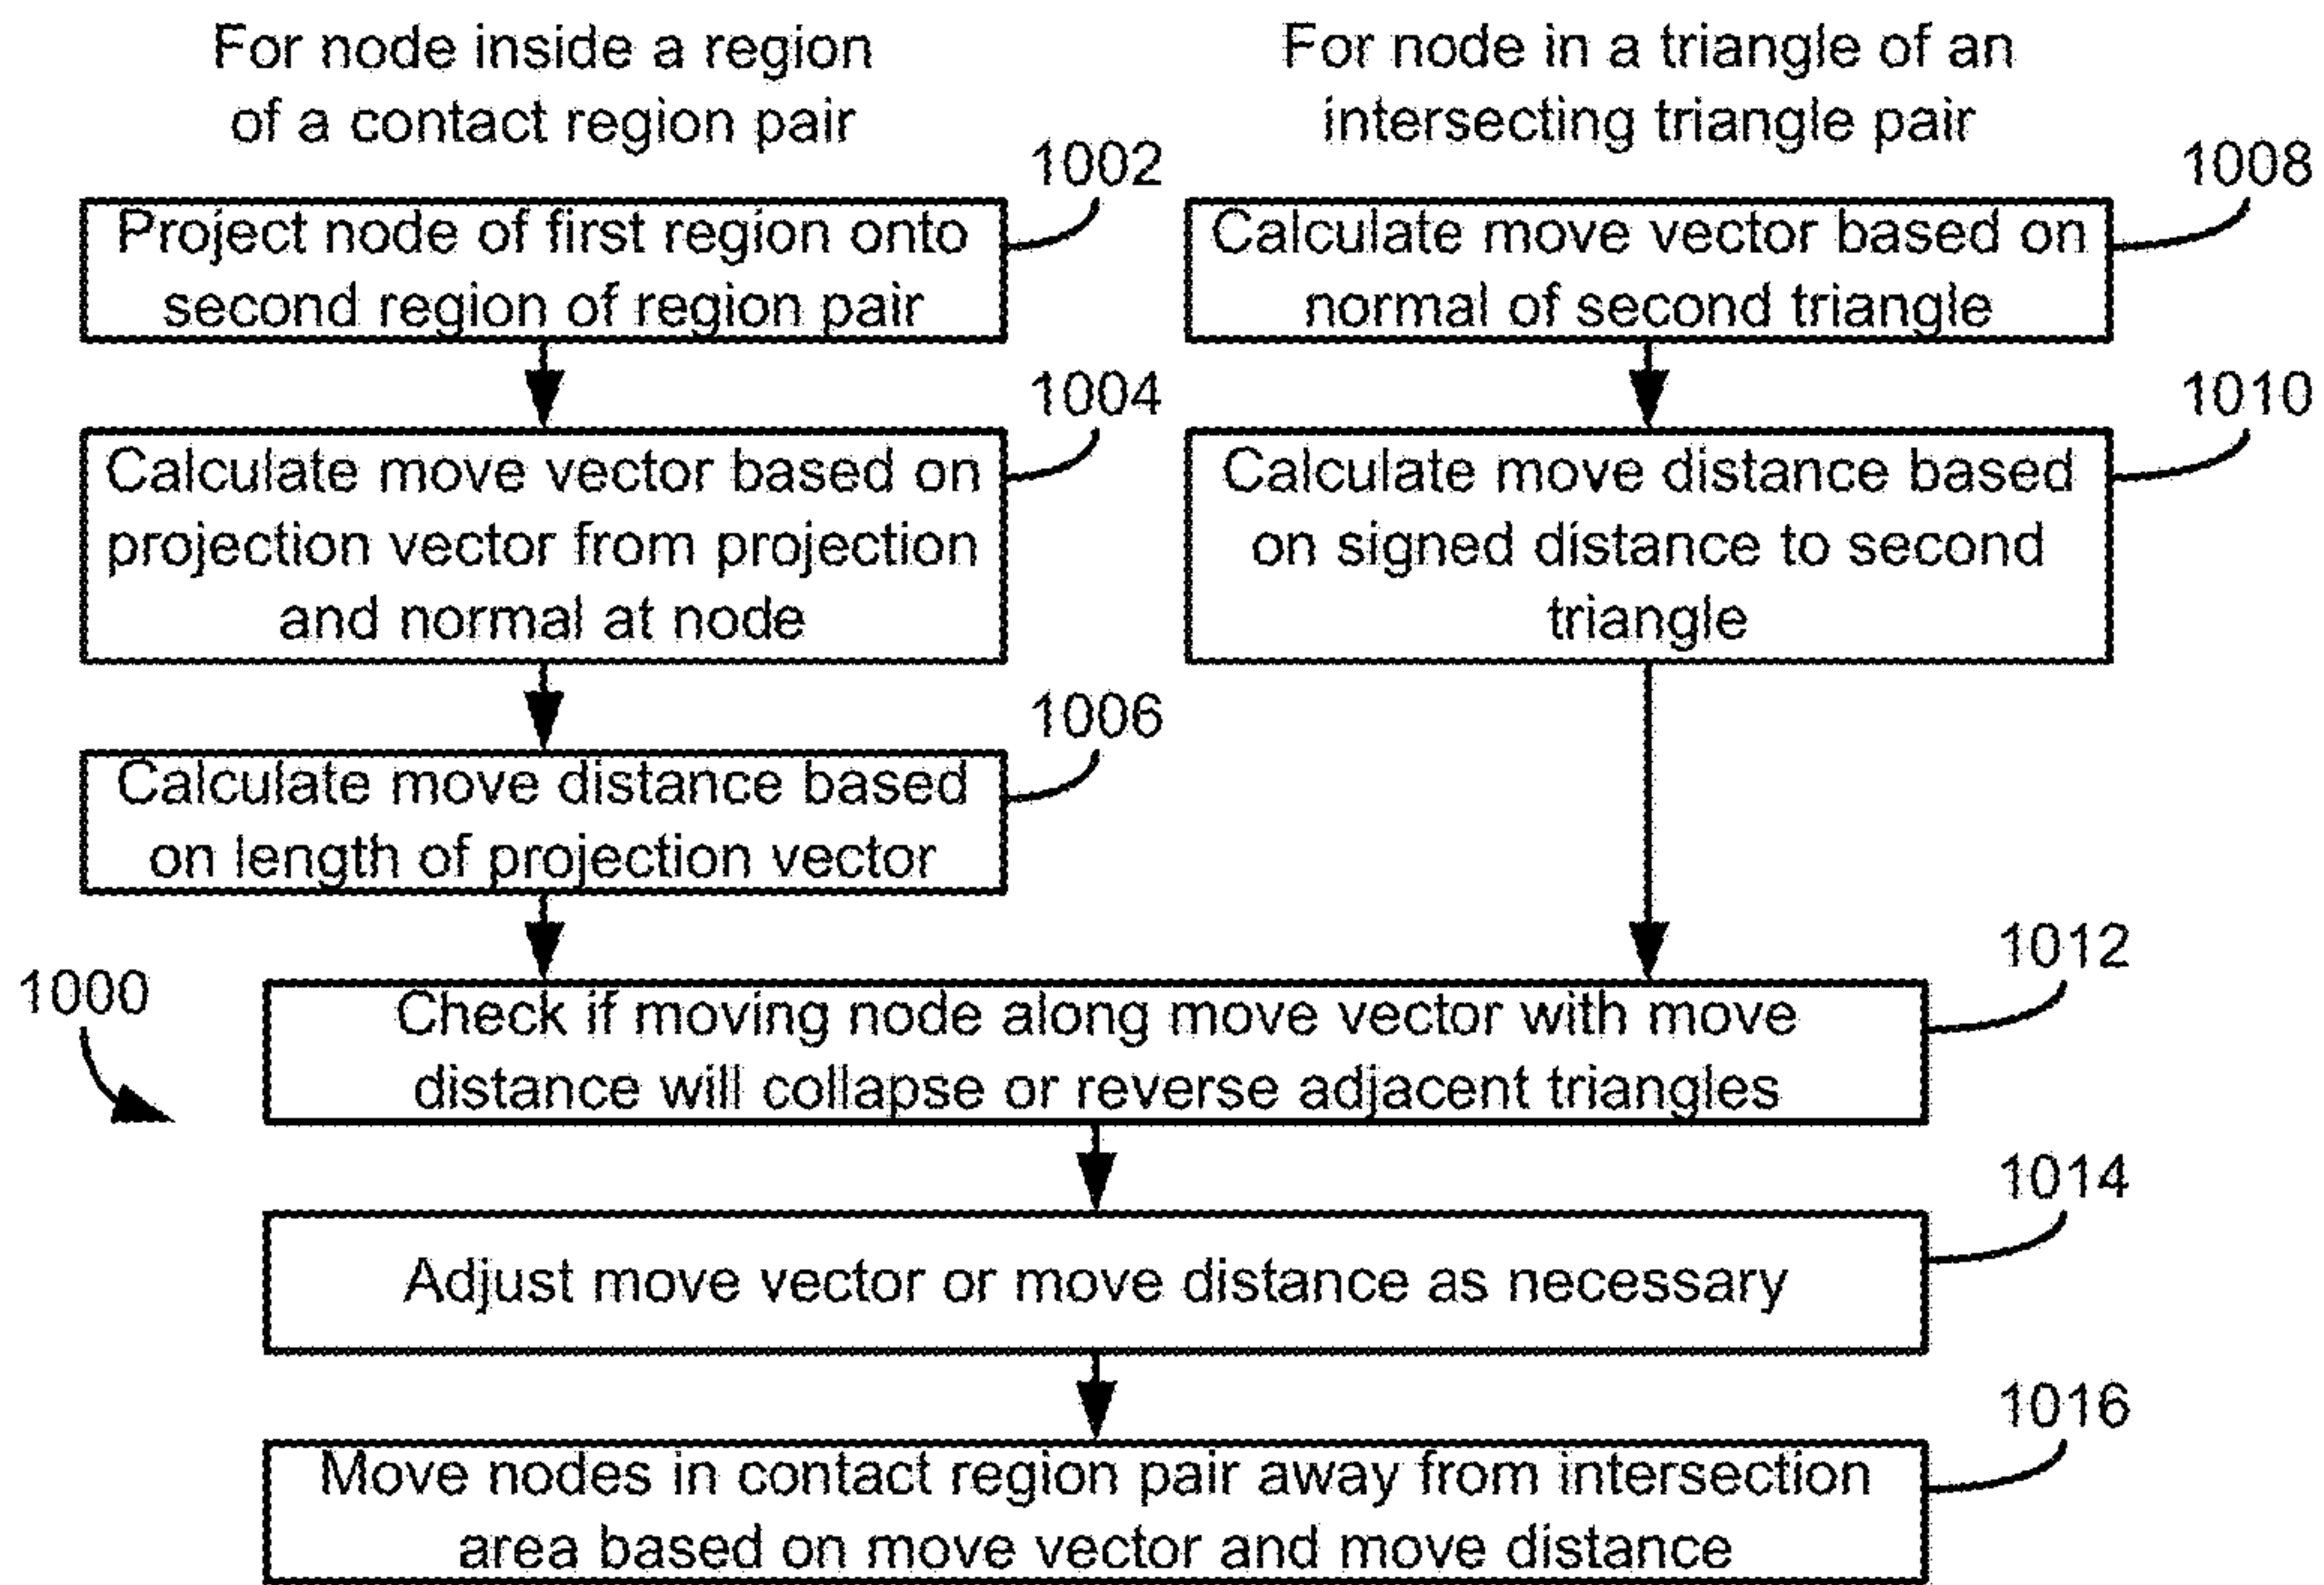 For node inside a region
of a contact region pair
1002
Project node of first region onto
second region of region pair
1004
Calculate move vector based on
projection vector from projection
and normal at node
1006
Calculate move distance based
on length of projection vector
For node in a triangle of an
intersecting triangle pair
1008
Calculate move vector based on
normal of second triangle
1010
Calculate move distance based
on signed distance to second
triangle
1000
1012
Check if moving node along move vector with move
distance will collapse or reverse adjacent triangles
1014
Adjust move vector or move distance as necessary
1016
Move nodes in contact region pair away from intersection
area based on move vector and move distance